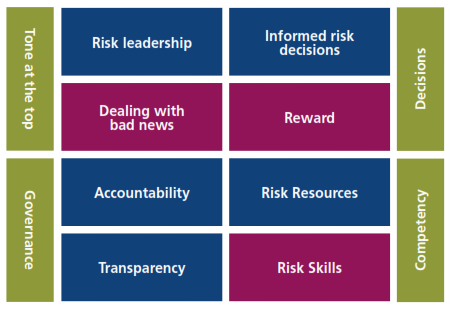 Tone at the top
Risk leadership
Informed risk
decisions
Decisions
Dealing with
bad news
Reward
Governance
Accountability
Risk Resources
Competency
Transparency
Risk Skills